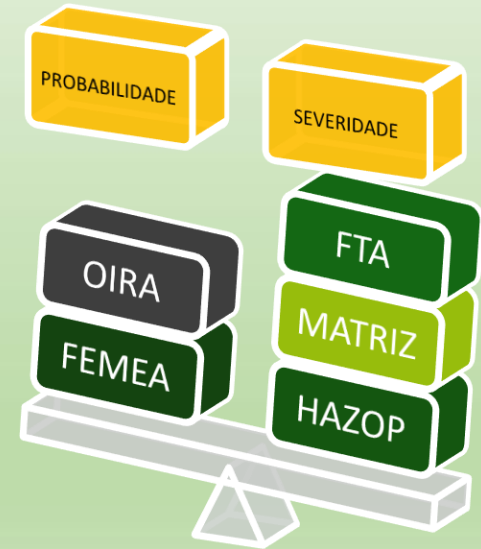 PROBABILIDADE
SEVERIDADE
OIRA
FEMEA
FTA
MATRIZ
HAZOP